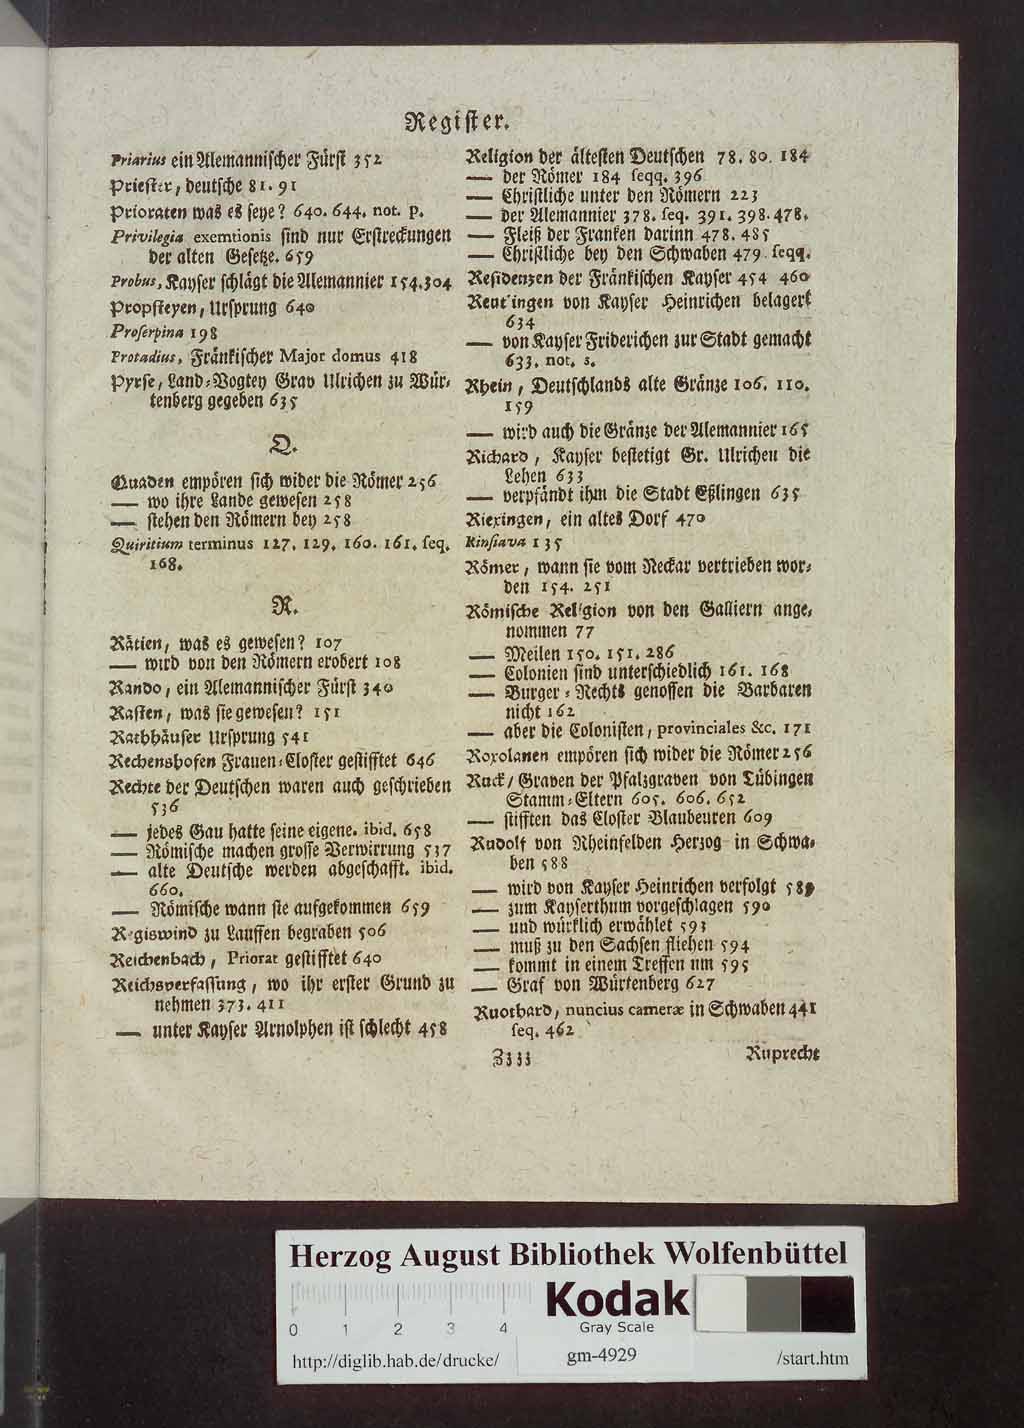 Register.
Priarius ein Alemannischer Fürst 352
Priester, deutsche 81. 91
Prioraten was es seye? 640. 644. not. p.
Privilegia exemtionis sind nur Erstreckungen
der alten Gesetze. 659
Probus, Kayser schlägt die Alemannier 154.304
Propsteyen, Ursprung 640
Proserpina 198
Protadius, Fränkischer Major domus 418
Pyrse, Land-Vogtey Grav Ulrichen zu Wür-
tenberg gegeben 635
Q.
Quaden empören sich wider die Römer 256
— wo ihre Lande gewesen 258
— stehen den Römern bey 258
Quiritium terminus 127. 129. 160. 161. seq.
168.
R.
Rätien, was es gewesen? 107
— wird von den Römern erobert 108
Rando, ein Alemannischer Fürst 340
Rasten, was sie gewesen? 151
Rathhäuser Ursprung 541
Rechenshofen Frauen-Closter gestifftet 646
Rechte der Deutschen waren auch geschrieben
536
— jedes Gau hatte seine eigene. ibid. 658
— Römische machen grosse Verwirrung 537
— alte Deutsche werden abgeschafft. ibid.
660.
— Römische wann sie aufgekommen 659
Regiswind zu Lauffen begraben 506
Reichenbach, Priorat gestifftet 640
Reichsverfassung, wo ihr erster Grund zu
nehmen 373. 411
— unter Kayser Arnolphen ist schlecht 458
Religion der ältesten Deutschen 78. 80. 184
— der Römer 184 seqq. 396
— Christliche unter den Römern 223
— der Alemannier 378. seq. 391. 398. 478.
— Fleiß der Franken darinn 478. 485
— Christliche bey den Schwaben 479. seqq.
Residenzen der Fränkischen Kayser 454 460
Reutlingen von Kayser Heinrichen belagert
634
— von Kayser Friderichen zur Stadt gemacht
633. not. s.
Rhein, Deutschlands alte Gränze 106. 110.
159
— wird auch die Gränze der Alemannier 165
Richard, Kayser bestetigt Gr. Ulrichen die
Lehen 633
— verpfändt ihm die Stadt Eßlingen 635
Riexingen, ein altes Dorf 470
Rinsiava 135
Römer, wann sie vom Neckar vertrieben wor-
den 154. 251
Römische Religion von den Galliern ange-
nommen 77
— Meilen 150. 151. 286
— Colonien sind unterschiedlich 161. 168
— Burger-Rechts genossen die Barbaren
nicht 162
— aber die Colonisten, provinciales &c. 171
Roxolanen empören sich wider die Römer 256
Ruck/ Graven der Pfalzgraven von Tübingen
Stamm-Eltern 605. 606. 652
— stifften das Closter Blaubeuren 609
Rudolf von Rheinfelden Herzog in Schwa-
ben 588
— wird von Kayser Heinrichen verfolgt 589
— zum Kayserthum vorgeschlagen 590
— und würklich erwählet 593
— muß zu den Sachsen fliehen 594
— kommt in einem Treffen um 595
— Graf von Würtenberg 627
Ruothard, nuncius cameræ in Schwaben 441
seq. 462
Zzzz
Ruprecht
Herzog August Bibliothek Wolfenbüttel
Kodak
Gray Scale
0 1 2 3 4
http://diglib.hab.de/drucke/
gm-4929
/start.htm